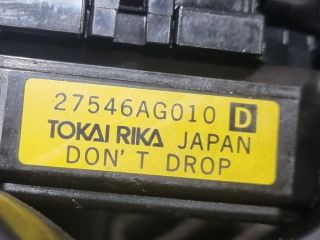 27546AG010 D
TOKAI RIKA JAPAN
DON'T DROP